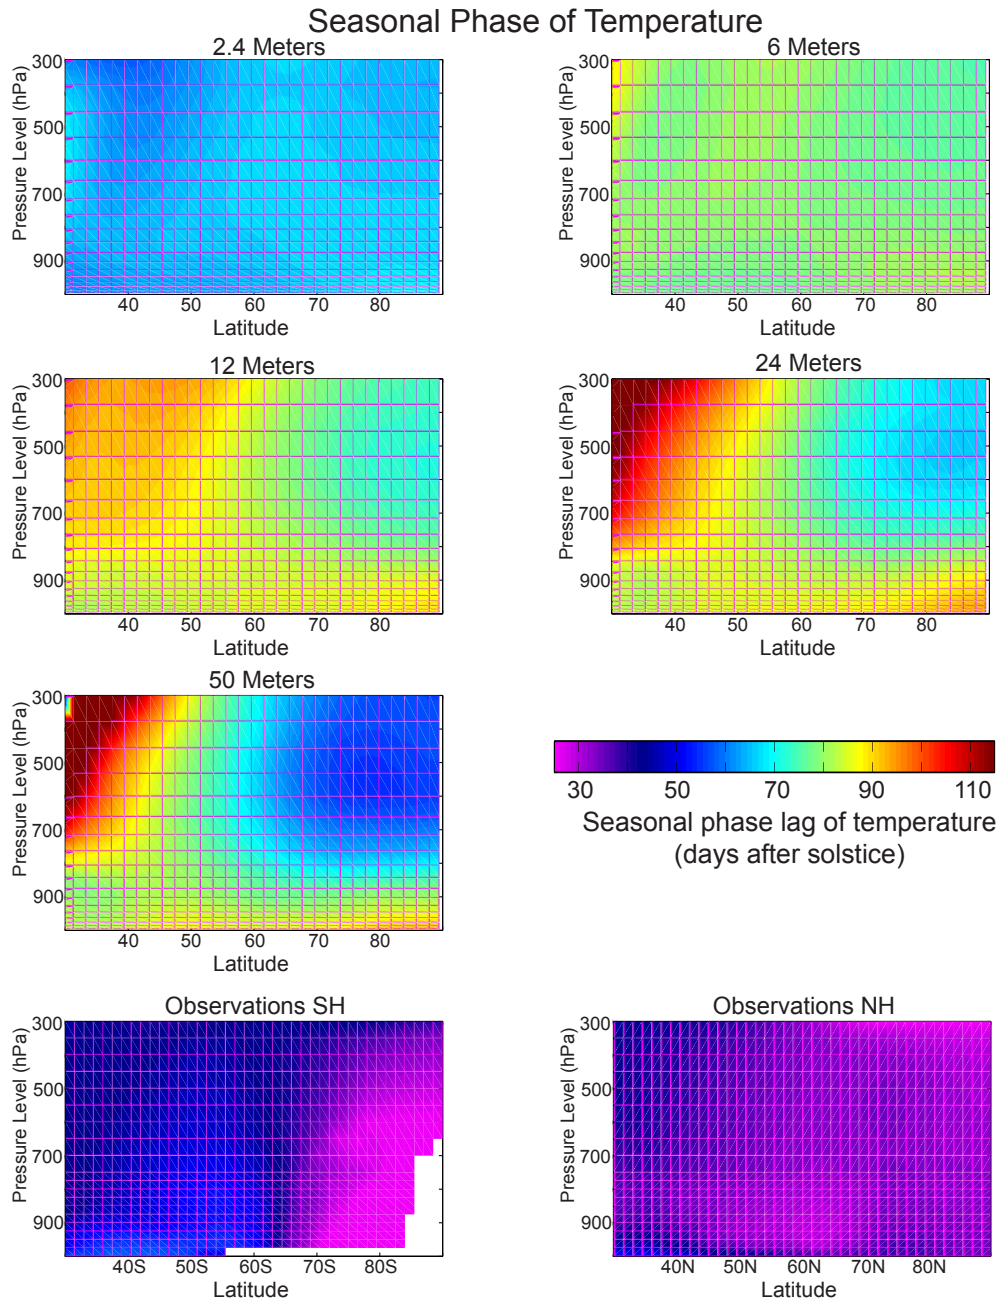 Seasonal Phase of Temperature
2.4 Meters
Pressure Level (hPa)
300
500
700
900
40 50 60 70 80
Latitude
6 Meters
Pressure Level (hPa)
300
500
700
900
40 50 60 70 80
Latitude
12 Meters
Pressure Level (hPa)
300
500
700
900
40 50 60 70 80
Latitude
24 Meters
Pressure Level (hPa)
300
500
700
900
40 50 60 70 80
Latitude
50 Meters
Pressure Level (hPa)
300
500
700
900
40 50 60 70 80
Latitude
30 50 70 90 110
Seasonal phase lag of temperature
(days after solstice)
Observations SH
Pressure Level (hPa)
300
500
700
900
40S 50S 60S 70S 80S
Latitude
Observations NH
Pressure Level (hPa)
300
500
700
900
40N 50N 60N 70N 80N
Latitude